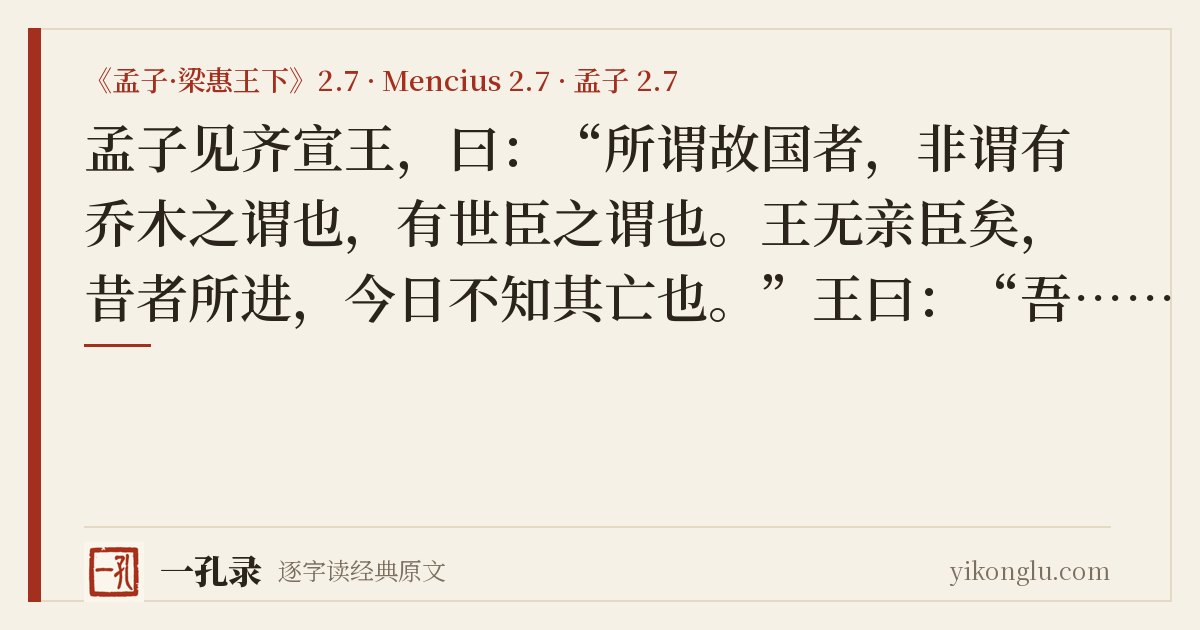 《孟子·梁惠王下》2.7 · Mencius 2.7 · 孟子 2.7
孟子见齐宣王，曰：“所谓故国者，非谓有
乔木之谓也，有世臣之谓也。王无亲臣矣，
昔者所进，今日不知其亡也。”王曰：“吾……
一孔
一孔录 逐字读经典原文
yikonglu.com